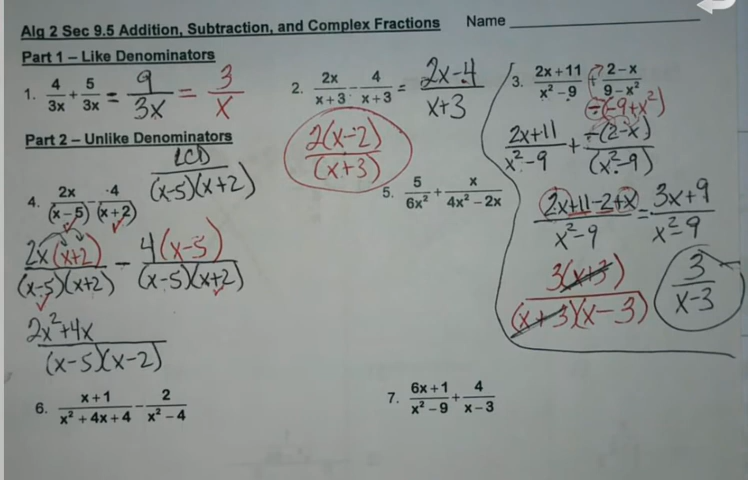 Alg 2 Sec 9.5 Addition, Subtraction, and Complex Fractions Name
Part 1 – Like Denominators
1. 4/3x + 5/3x = 9/3x = 3/x
2. 2x/(x+3) - 4/(x+3) = (2x-4)/(x+3)
2(x-2)/(x+3)
3. (2x+11)/(x²-9) + (2-x)/(9-x²)
-(-9+x²)
(2x+11)/(x²-9) + -(2-x)/(x²-9)
(2x+11-2+x)/(x²-9) = (3x+9)/(x²-9)
3(x+3)/(x+3)(x-3)
3/(x-3)
Part 2 – Unlike Denominators
LCD
(x-5)(x+2)
4. 2x/(x-5) - 4/(x+2)
2x(x+2)/(x-5)(x+2) - 4(x-5)/(x-5)(x+2)
(2x²+4x)/(x-5)(x-2)
5. 5/6x² + x/(4x²-2x)
6. (x+1)/(x²+4x+4) - 2/(x²-4)
7. (6x+1)/(x²-9) + 4/(x-3)